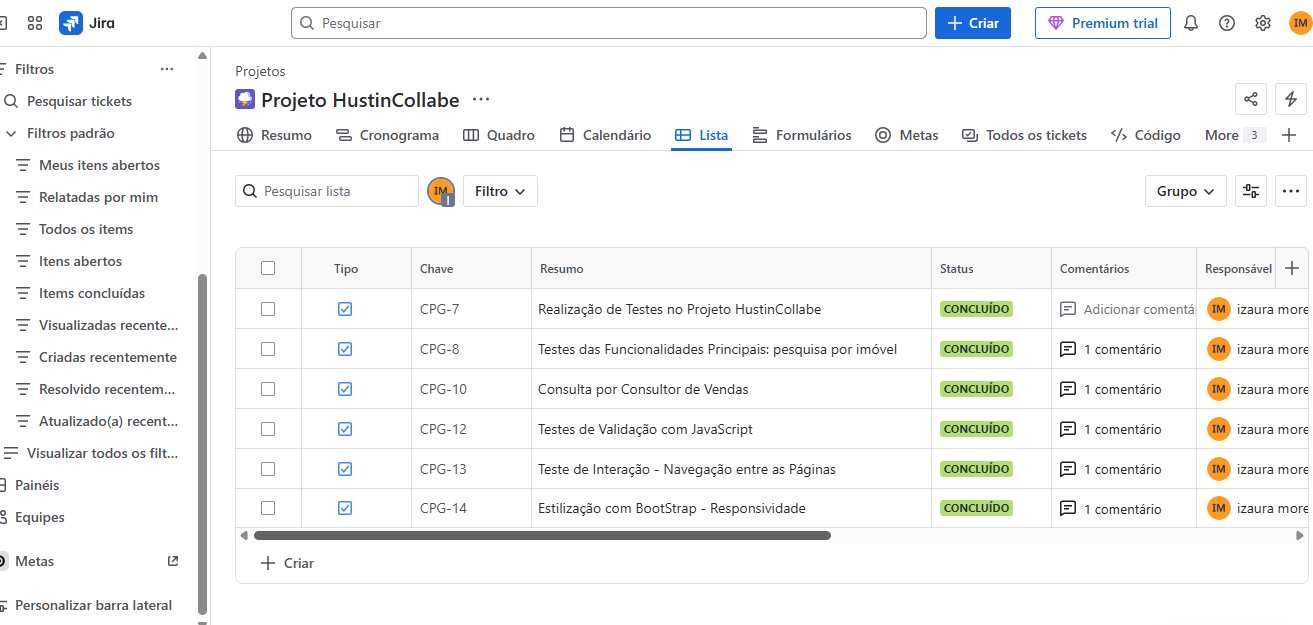 Jira
Pesquisar
Criar
Premium trial
IM
Filtros
Pesquisar tickets
Filtros padrão
Meus itens abertos
Relatadas por mim
Todos os items
Itens abertos
Items concluídas
Visualizadas recente...
Criadas recentemente
Resolvido recentem...
Atualizado(a) recent...
Visualizar todos os filt...
Painéis
Equipes
Metas
Personalizar barra lateral
Projetos
Projeto HustinCollabe
Resumo Cronograma Quadro Calendário Lista Formulários Metas Todos os tickets Código More 3
Pesquisar lista IM I Filtro Grupo
Tipo Chave Resumo Status Comentários Responsável
CPG-7 Realização de Testes no Projeto HustinCollabe CONCLUÍDO Adicionar comentá IM izaura more
CPG-8 Testes das Funcionalidades Principais: pesquisa por imóvel CONCLUÍDO 1 comentário IM izaura more
CPG-10 Consulta por Consultor de Vendas CONCLUÍDO 1 comentário IM izaura more
CPG-12 Testes de Validação com JavaScript CONCLUÍDO 1 comentário IM izaura more
CPG-13 Teste de Interação - Navegação entre as Páginas CONCLUÍDO 1 comentário IM izaura more
CPG-14 Estilização com BootStrap - Responsividade CONCLUÍDO 1 comentário IM izaura more
Criar